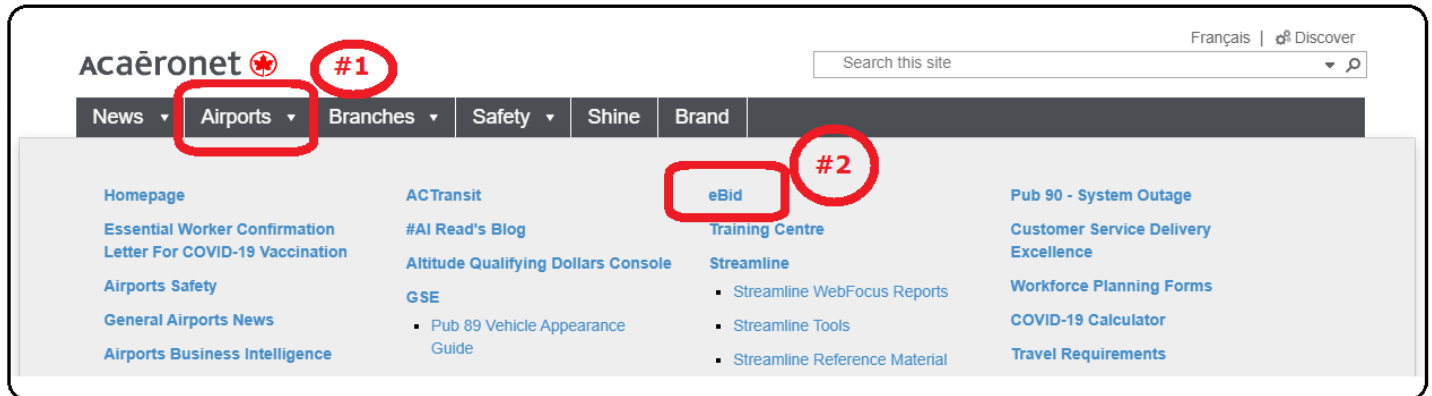 Français | Discover
ACaēronet
#1
Search this site
News Airports Branches Safety Shine Brand
#2
Homepage
Essential Worker Confirmation
Letter For COVID-19 Vaccination
Airports Safety
General Airports News
Airports Business Intelligence
ACTransit
#AI Read's Blog
Altitude Qualifying Dollars Console
GSE
Pub 89 Vehicle Appearance
Guide
eBid
Training Centre
Streamline
Streamline WebFocus Reports
Streamline Tools
Streamline Reference Material
Pub 90 - System Outage
Customer Service Delivery
Excellence
Workforce Planning Forms
COVID-19 Calculator
Travel Requirements